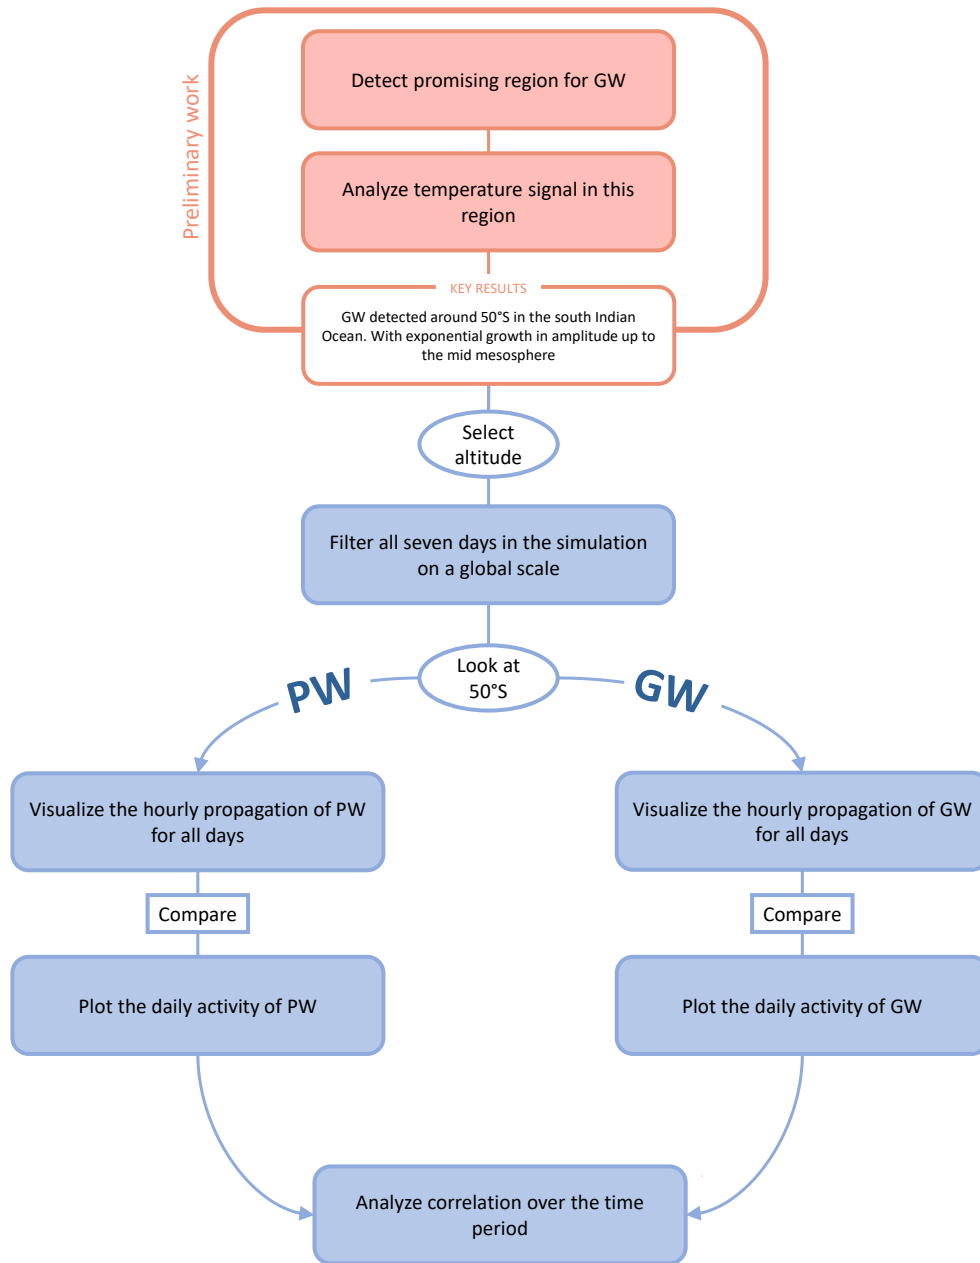 Preliminary work
Detect promising region for GW
Analyze temperature signal in this
region
KEY RESULTS
GW detected around 50°S in the south Indian
Ocean. With exponential growth in amplitude up to
the mid mesosphere
Select
altitude
Filter all seven days in the simulation
on a global scale
Look at
50°S
PW
GW
Visualize the hourly propagation of PW
for all days
Visualize the hourly propagation of GW
for all days
Compare
Compare
Plot the daily activity of PW
Plot the daily activity of GW
Analyze correlation over the time
period